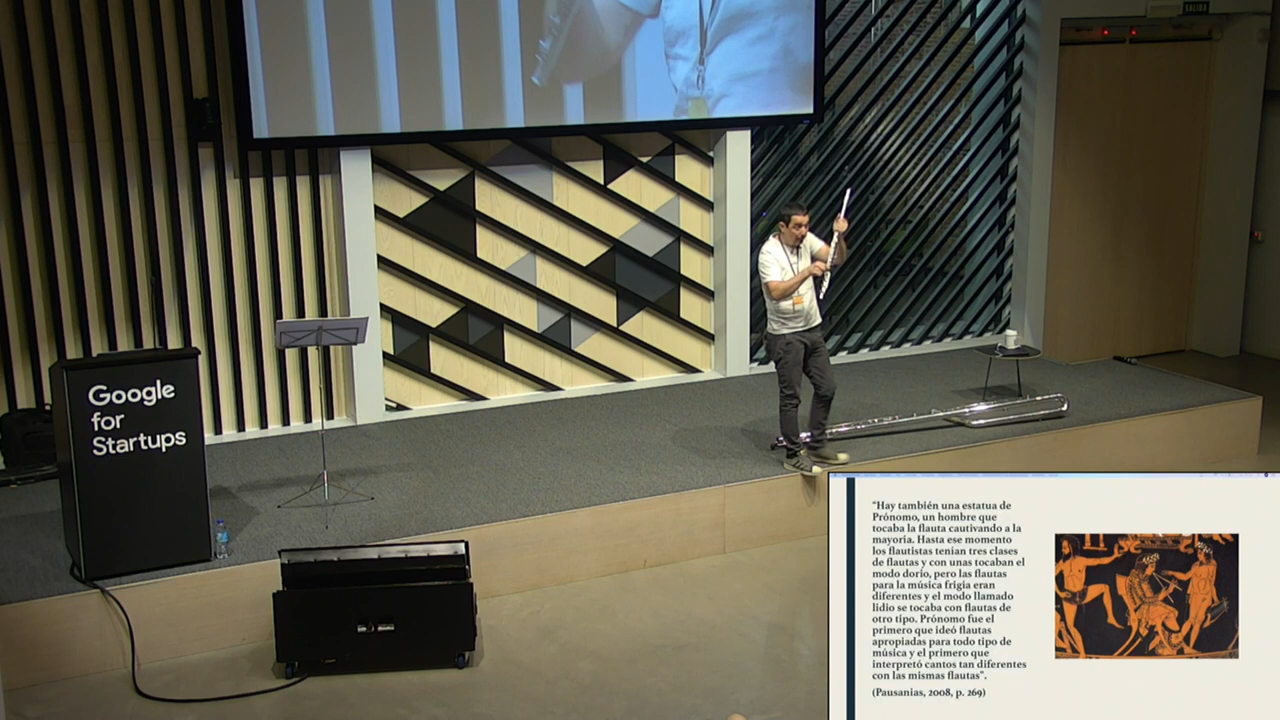 Google
for
Startups
"Hay también una estatua de
Prónomo, un hombre que
tocaba la flauta cautivando a la
mayoría. Hasta ese momento
los flautistas tenían tres clases
de flautas y con unas tocaban el
modo dorio, pero las flautas
para la música frigia eran
diferentes y el modo llamado
lidio se tocaba con flautas de
otro tipo. Prónomo fue el
primero que ideó flautas
apropiadas para todo tipo de
música y el primero que
interpretó cantos tan diferentes
con las mismas flautas".
(Pausanias, 2008, p. 269)